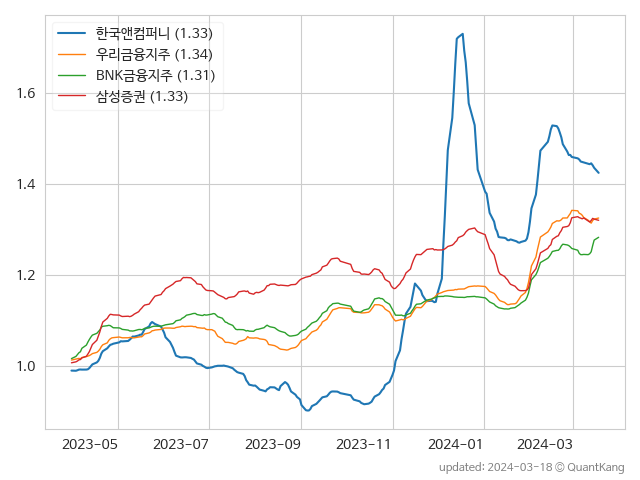 한국앤컴퍼니 (1.33)
우리금융지주 (1.34)
BNK금융지주 (1.31)
삼성증권 (1.33)
1.6
1.4
1.2
1.0
2023-05 2023-07 2023-09 2023-11 2024-01 2024-03
updated: 2024-03-18 © QuantKang